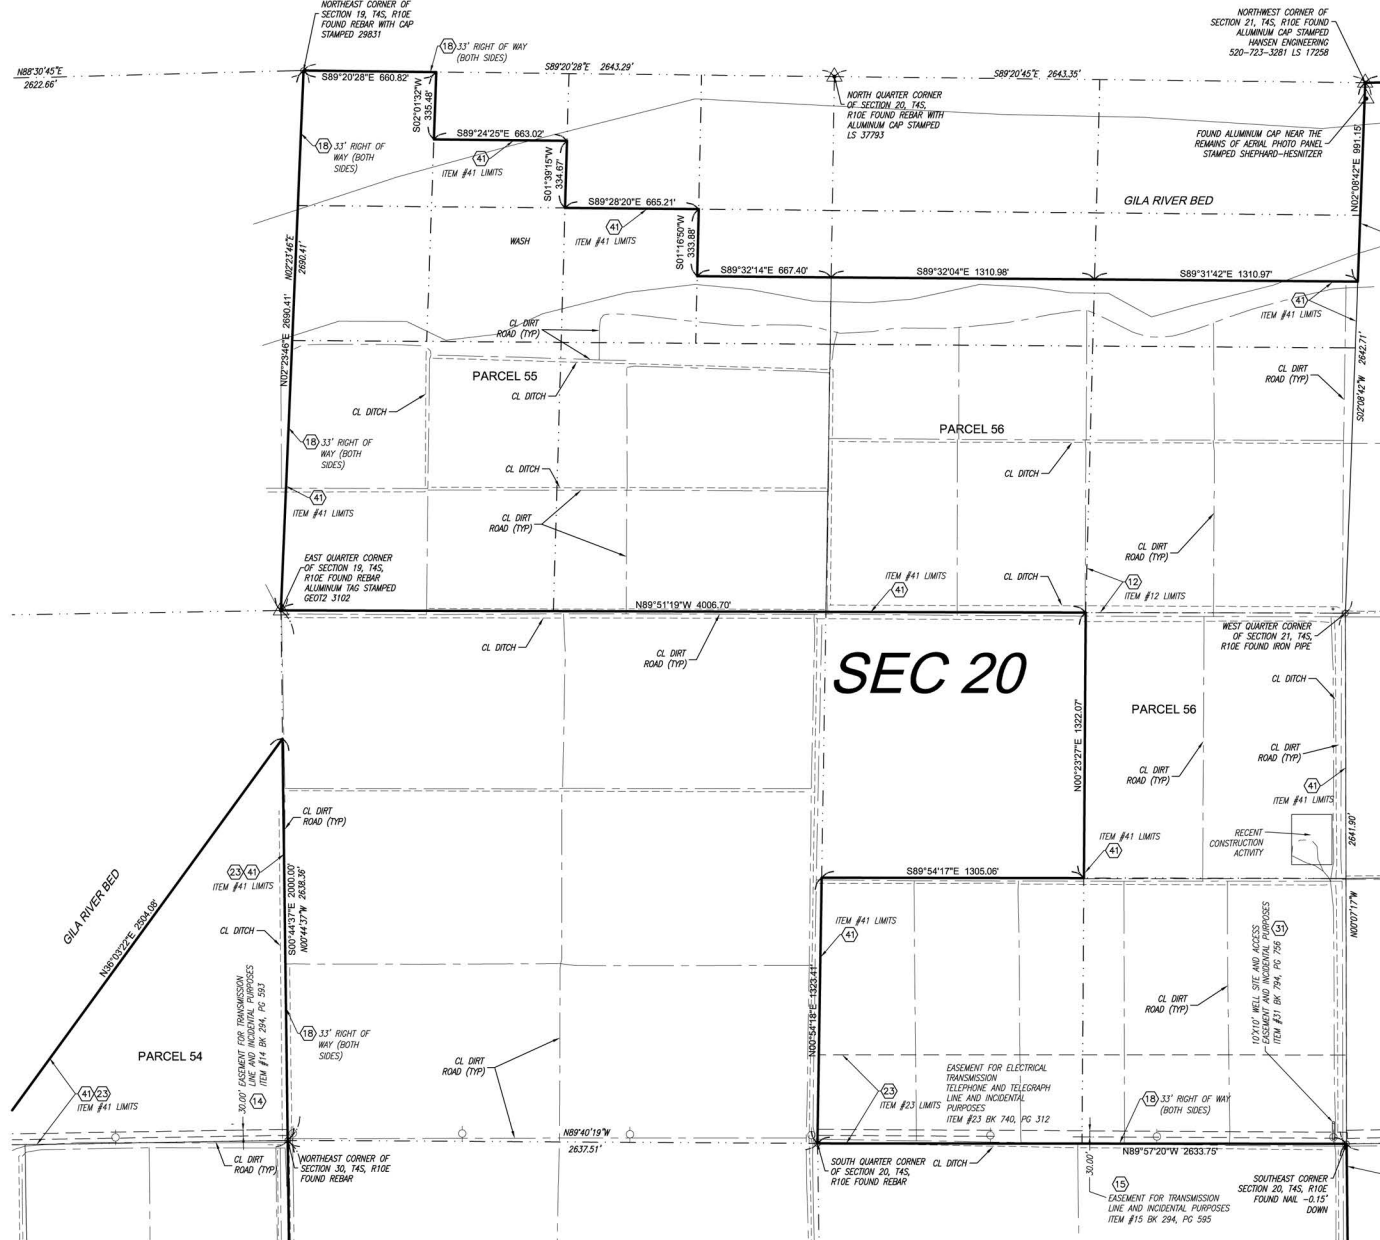 NORTHEAST CORNER OF
SECTION 19, T4S, R10E
FOUND REBAR WITH CAP
STAMPED 29831
18 33' RIGHT OF WAY
(BOTH SIDES)
NORTHWEST CORNER OF
SECTION 21, T4S, R10E FOUND
ALUMINUM CAP STAMPED
HANSEN ENGINEERING
520-723-3281 LS 17258
N88°30'45"E
2622.66'
S89°20'28"E 660.82'
S89°20'28"E 2643.29'
S89°20'45"E 2643.35'
S02°01'32"W
335.48'
NORTH QUARTER CORNER
OF SECTION 20, T4S,
R10E FOUND REBAR WITH
ALUMINUM CAP STAMPED
LS 37793
FOUND ALUMINUM CAP NEAR THE
REMAINS OF AERIAL PHOTO PANEL
STAMPED SHEPHARD-HESNITZER
N02°08'42"E 991.15'
18 33' RIGHT OF
WAY (BOTH
SIDES)
S89°24'25"E 663.02'
41
ITEM #41 LIMITS
S01°39'15"W
334.67'
S89°28'20"E 665.21'
41
ITEM #41 LIMITS
GILA RIVER BED
WASH
S01°16'50"W
333.88'
N02°23'46"E
2690.41'
S89°32'14"E 667.40'
S89°32'04"E 1310.98'
S89°31'42"E 1310.97'
41
ITEM #41 LIMITS
CL DIRT
ROAD (TYP)
N02°23'46"E 2690.41'
S02°08'42"W 2642.71'
PARCEL 55
CL DITCH
CL DITCH
CL DIRT
ROAD (TYP)
PARCEL 56
18 33' RIGHT OF
WAY (BOTH
SIDES)
CL DITCH
CL DITCH
41
ITEM #41 LIMITS
CL DIRT
ROAD (TYP)
CL DIRT
ROAD (TYP)
EAST QUARTER CORNER
OF SECTION 19, T4S,
R10E FOUND REBAR
ALUMINUM TAG STAMPED
GEOT2 3102
ITEM #41 LIMITS
41
CL DITCH
12
ITEM #12 LIMITS
N89°51'19"W 4006.70'
WEST QUARTER CORNER
OF SECTION 21, T4S,
R10E FOUND IRON PIPE
CL DITCH
CL DIRT
ROAD (TYP)
SEC 20
CL DITCH
PARCEL 56
N00°23'27"E 1322.07'
CL DIRT
ROAD (TYP)
CL DIRT
ROAD (TYP)
41
ITEM #41 LIMITS
CL DIRT
ROAD (TYP)
2641.90'
RECENT
CONSTRUCTION
ACTIVITY
ITEM #41 LIMITS
41
GILA RIVER BED
23 41
ITEM #41 LIMITS
S89°54'17"E 1305.06'
N36°03'22"E 2504.08'
S00°44'37"E 2000.00'
N00°44'37"W 2638.36'
CL DITCH
ITEM #41 LIMITS
41
N00°07'17"W
10'X10' WELL SITE AND ACCESS
EASEMENT AND INCIDENTAL PURPOSES
ITEM #31 BK 794, PG 756
31
30.00' EASEMENT FOR TRANSMISSION
LINE AND INCIDENTAL PURPOSES
ITEM #14 BK 294, PG 593
14
N00°54'18"E 1323.41'
CL DIRT
ROAD (TYP)
18 33' RIGHT OF
WAY (BOTH
SIDES)
PARCEL 54
CL DIRT
ROAD (TYP)
41 23
ITEM #41 LIMITS
23
ITEM #23 LIMITS
EASEMENT FOR ELECTRICAL
TRANSMISSION
TELEPHONE AND TELEGRAPH
LINE AND INCIDENTAL
PURPOSES
ITEM #23 BK 740, PG 312
18 33' RIGHT OF WAY
(BOTH SIDES)
N89°40'19"W
2637.51'
N89°57'20"W 2633.75'
CL DIRT
ROAD (TYP)
NORTHEAST CORNER OF
SECTION 30, T4S, R10E
FOUND REBAR
SOUTH QUARTER CORNER
OF SECTION 20, T4S,
R10E FOUND REBAR
CL DITCH
30.00'
15
EASEMENT FOR TRANSMISSION
LINE AND INCIDENTAL PURPOSES
ITEM #15 BK 294, PG 595
SOUTHEAST CORNER
SECTION 20, T4S, R10E
FOUND NAIL -0.15'
DOWN